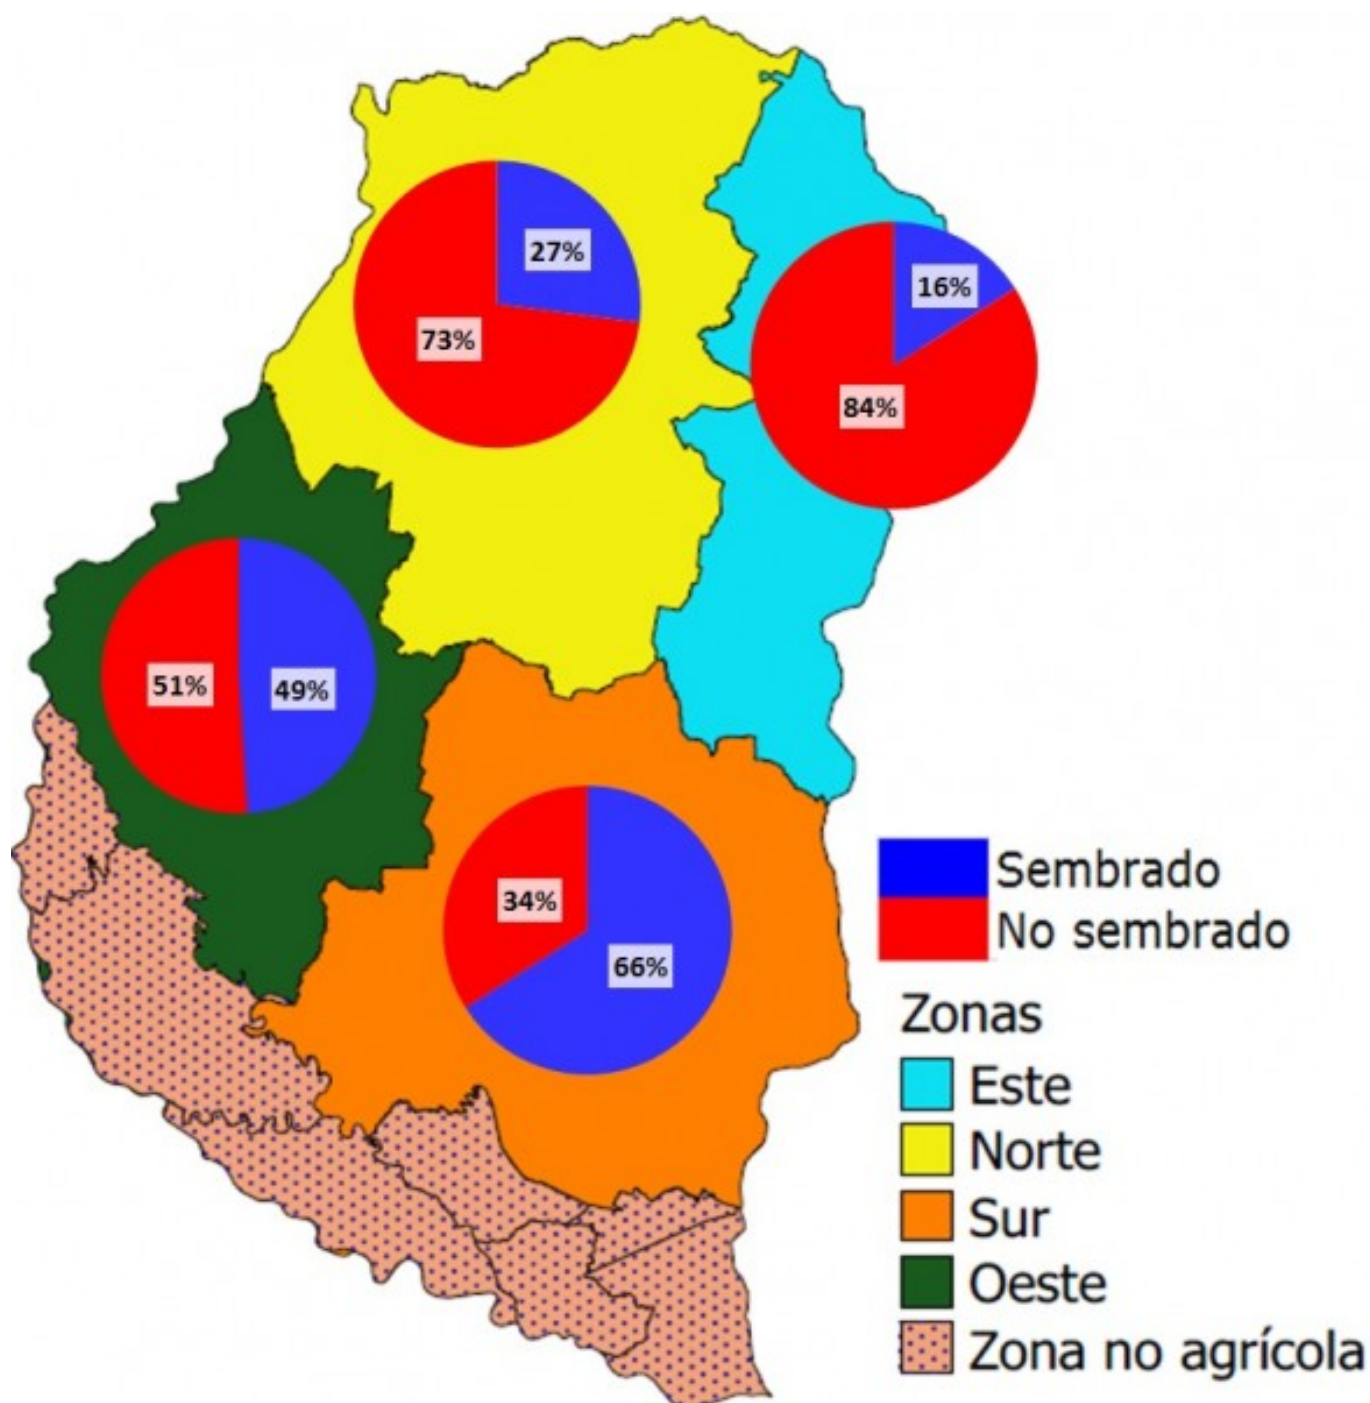 27%
73%
16%
84%
51%
49%
34%
66%
Sembrado
No sembrado
Zonas
Este
Norte
Sur
Oeste
Zona no agrícola